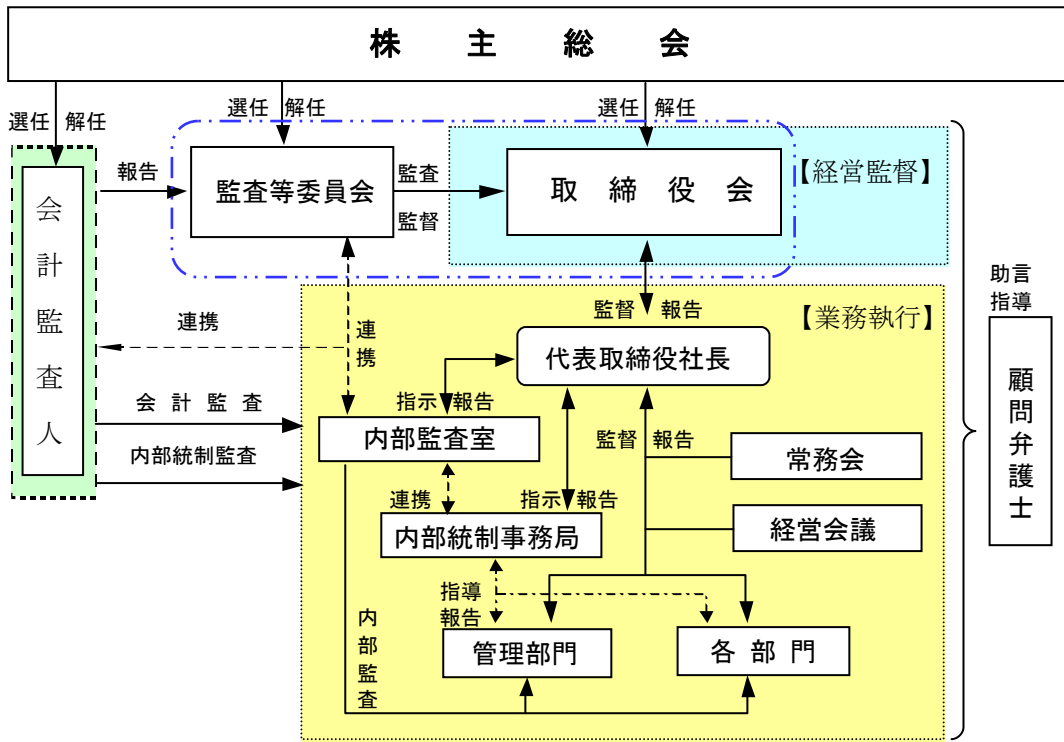 株　主　総　会
選任 解任
選任 解任
選任 解任
会計監査人
報告
監査等委員会
監査
監督
取　締　役　会
【経営監督】
監督 報告
【業務執行】
助言
指導
顧問弁護士
連携
連携
代表取締役社長
指示 報告
会 計 監 査
内部監査室
監督 報告
常務会
内部統制監査
連携
指示 報告
内部統制事務局
経営会議
指導
報告
内部監査
管理部門
各 部 門